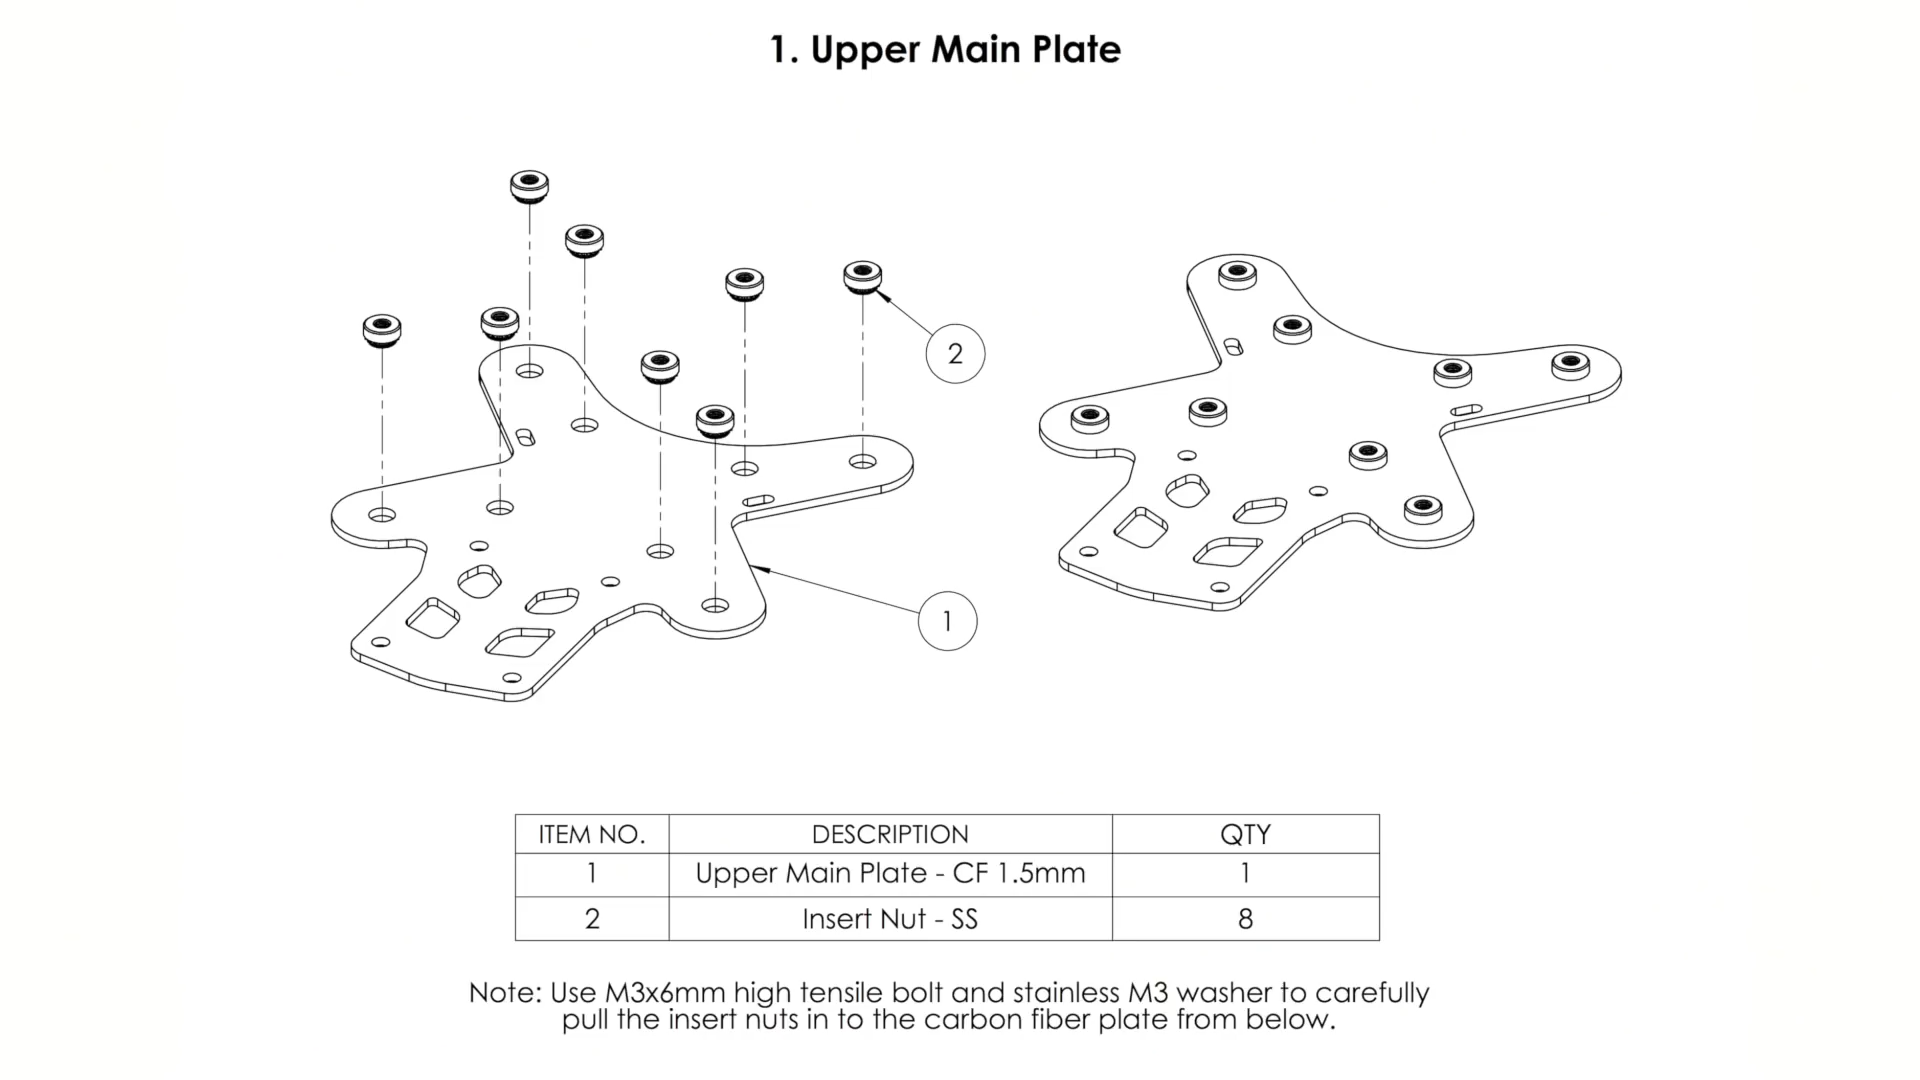 1. Upper Main Plate
2
1
ITEM NO. DESCRIPTION QTY
1 Upper Main Plate - CF 1.5mm 1
2 Insert Nut - SS 8
Note: Use M3x6mm high tensile bolt and stainless M3 washer to carefully
pull the insert nuts in to the carbon fiber plate from below.